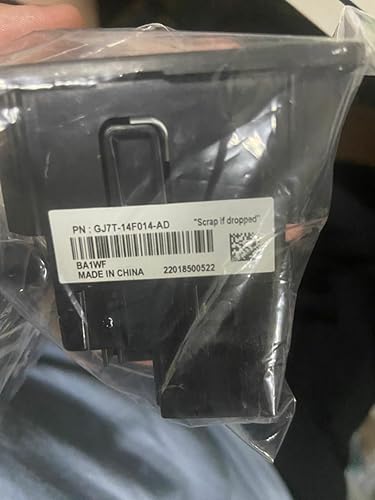 PN : GJ7T-14F014-AD "Scrap if dropped"
BA1WF
MADE IN CHINA 22018500522